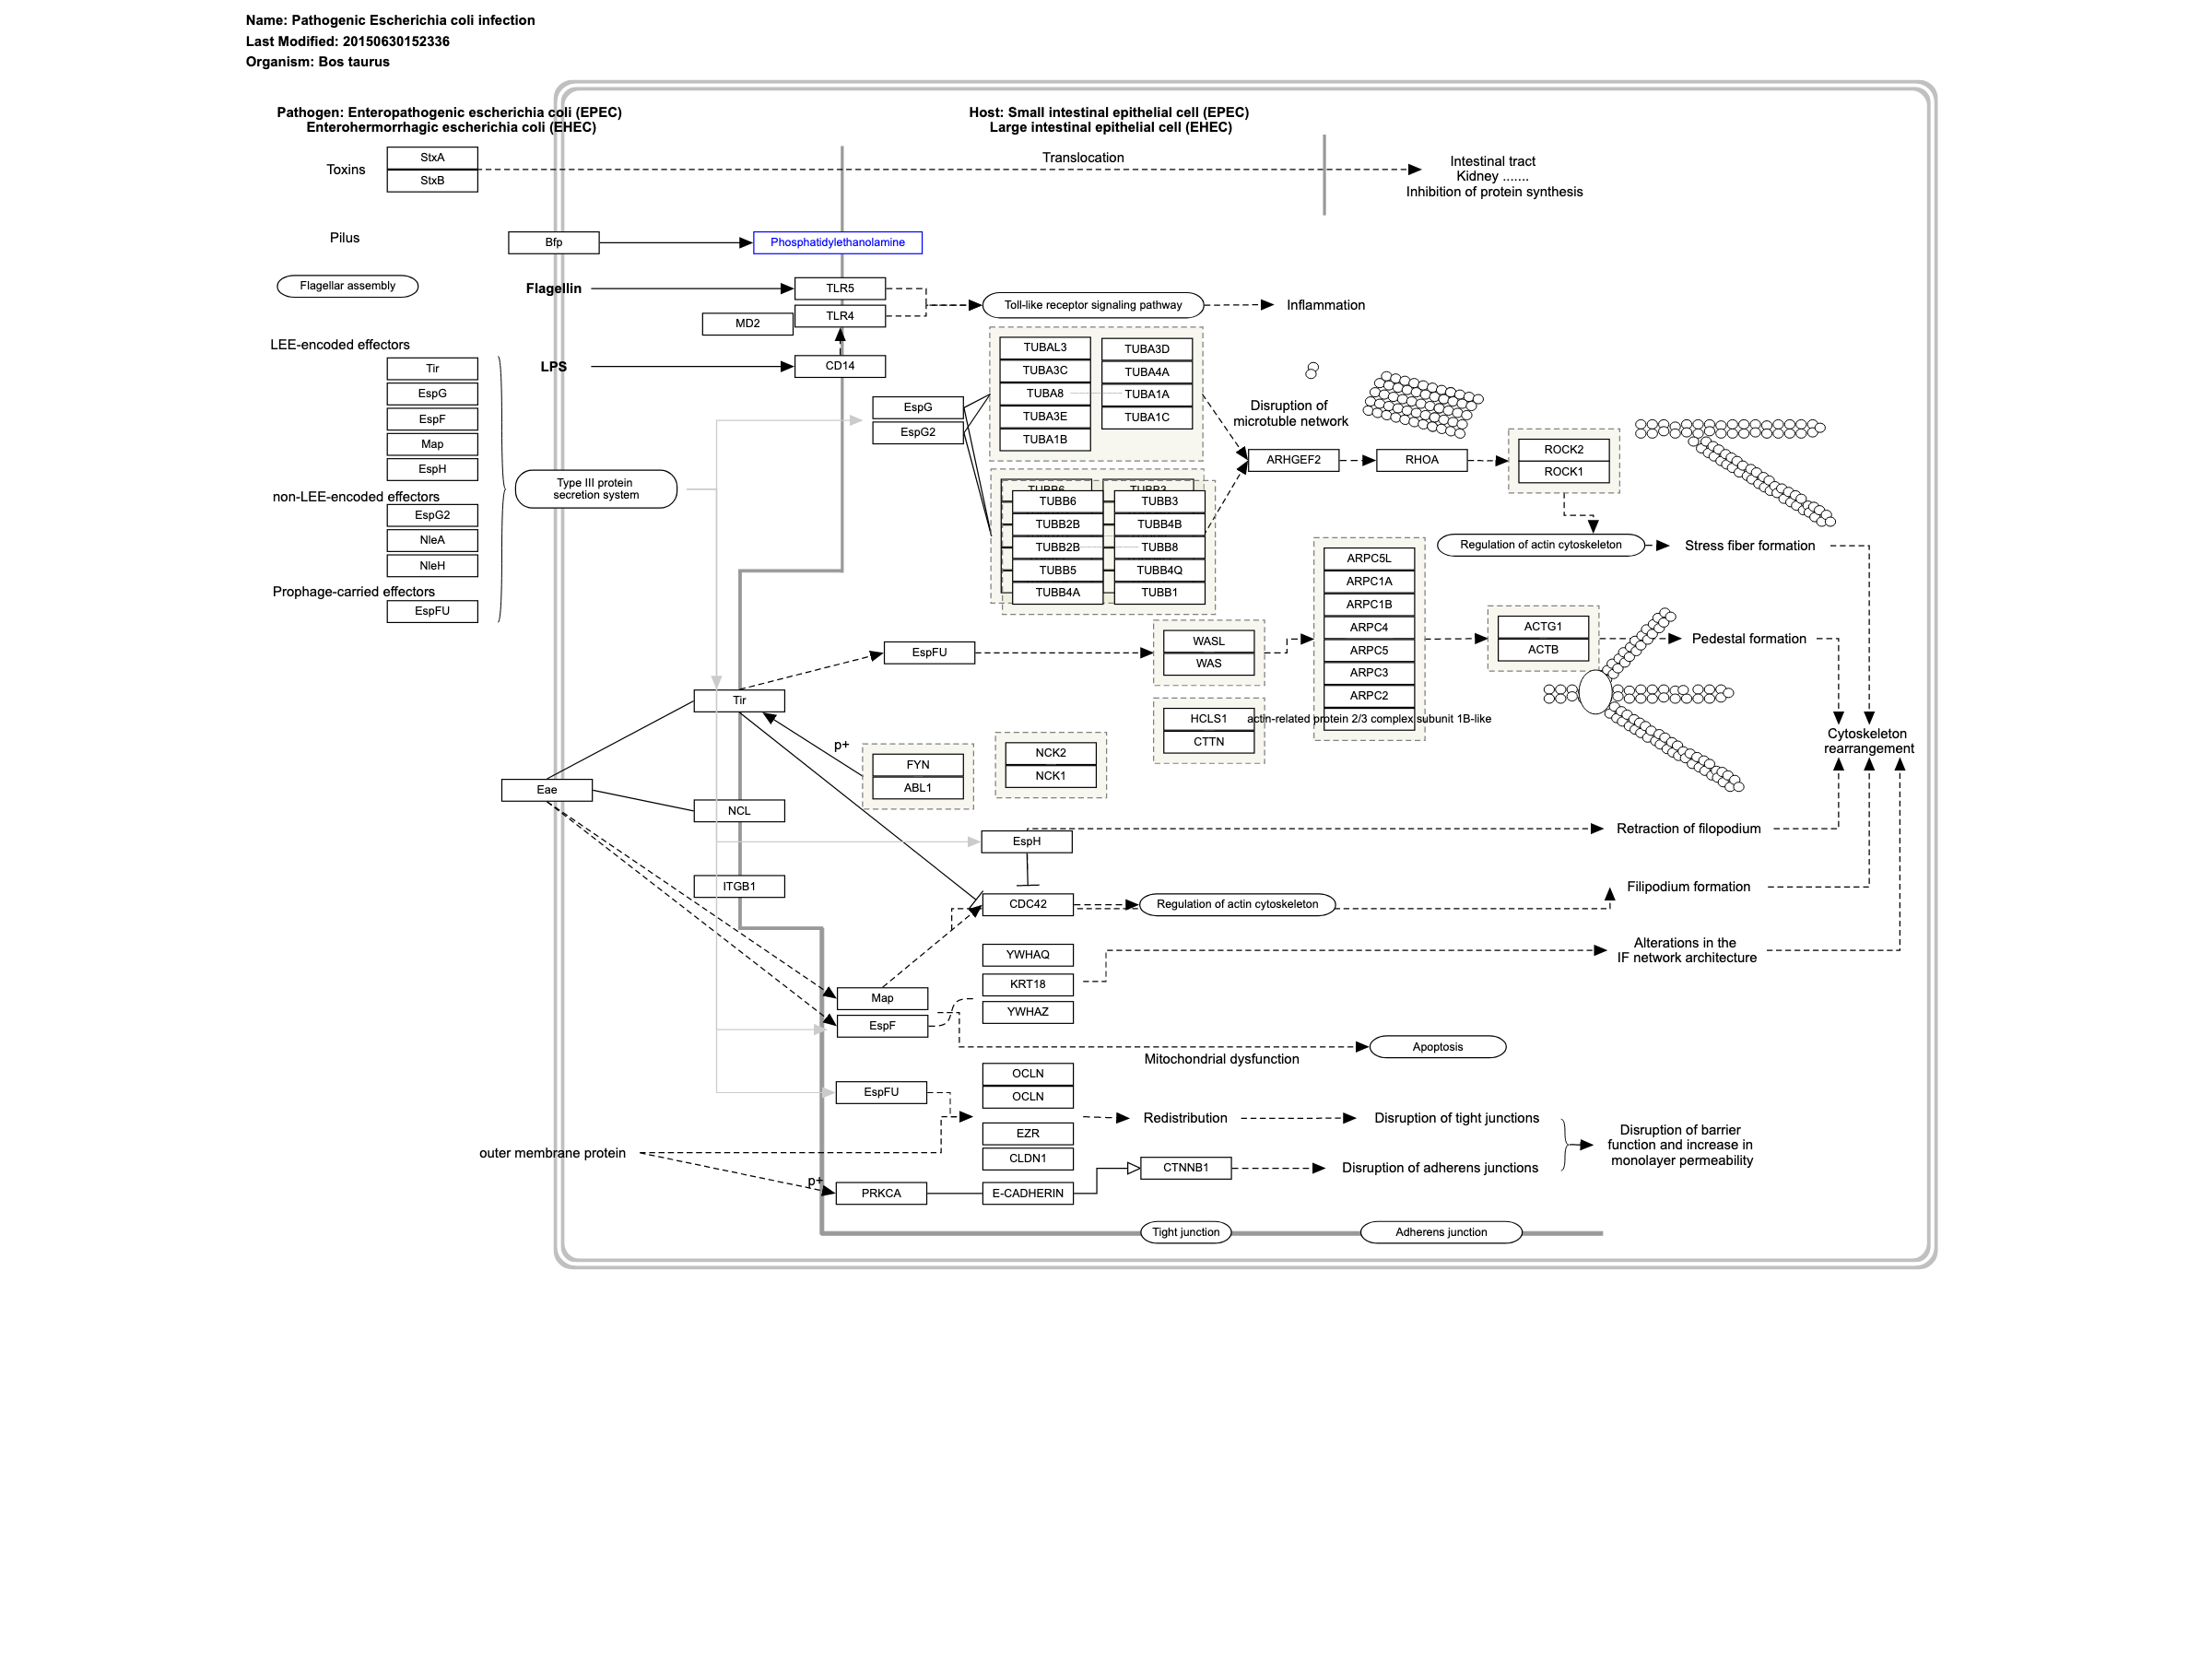 Name: Pathogenic Escherichia coli infection
Last Modified: 20150630152336
Organism: Bos taurus
Pathogen: Enteropathogenic escherichia coli (EPEC)
Enterohermorrhagic escherichia coli (EHEC)
Host: Small intestinal epithelial cell (EPEC)
Large intestinal epithelial cell (EHEC)
Toxins
StxA
StxB
Translocation
Intestinal tract
Kidney .......
Inhibition of protein synthesis
Pilus
Bfp
Phosphatidylethanolamine
Flagellar assembly
Flagellin
TLR5
MD2
TLR4
Toll-like receptor signaling pathway
Inflammation
LPS
CD14
LEE-encoded effectors
Tir
EspG
EspF
Map
EspH
non-LEE-encoded effectors
EspG2
NleA
NleH
Prophage-carried effectors
EspFU
Type III protein
secretion system
EspG
EspG2
TUBAL3
TUBA3C
TUBA8
TUBA3E
TUBA1B
TUBA3D
TUBA4A
TUBA1A
TUBA1C
Disruption of
microtuble network
ARHGEF2
RHOA
ROCK2
ROCK1
TUBB6
TUBB3
TUBB6
TUBB2B
TUBB2B
TUBB5
TUBB4A
TUBB3
TUBB4B
TUBB8
TUBB4Q
TUBB1
Regulation of actin cytoskeleton
Stress fiber formation
ARPC5L
ARPC1A
ARPC1B
ARPC4
ARPC5
ARPC3
ARPC2
actin-related protein 2/3 complex subunit 1B-like
EspFU
WASL
WAS
ACTG1
ACTB
Pedestal formation
Tir
HCLS1
CTTN
p+
FYN
ABL1
NCK2
NCK1
Cytoskeleton
rearrangement
Eae
NCL
ITGB1
EspH
Retraction of filopodium
CDC42
Regulation of actin cytoskeleton
Filipodium formation
YWHAQ
KRT18
YWHAZ
Alterations in the
IF network architecture
Map
EspF
Mitochondrial dysfunction
Apoptosis
EspFU
OCLN
OCLN
EZR
CLDN1
Redistribution
Disruption of tight junctions
Disruption of barrier
function and increase in
monolayer permeability
outer membrane protein
p+
PRKCA
E-CADHERIN
CTNNB1
Disruption of adherens junctions
Tight junction
Adherens junction